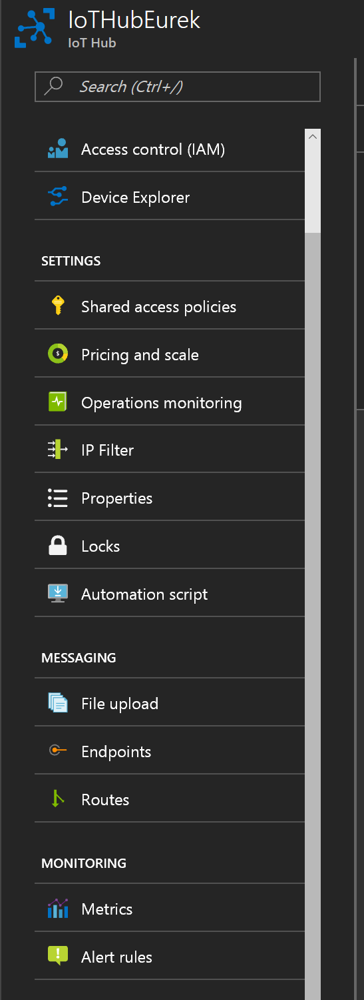 IoTHubEurek
IoT Hub
Search (Ctrl+/)
Access control (IAM)
Device Explorer
SETTINGS
Shared access policies
Pricing and scale
Operations monitoring
IP Filter
Properties
Locks
Automation script
MESSAGING
File upload
Endpoints
Routes
MONITORING
Metrics
Alert rules